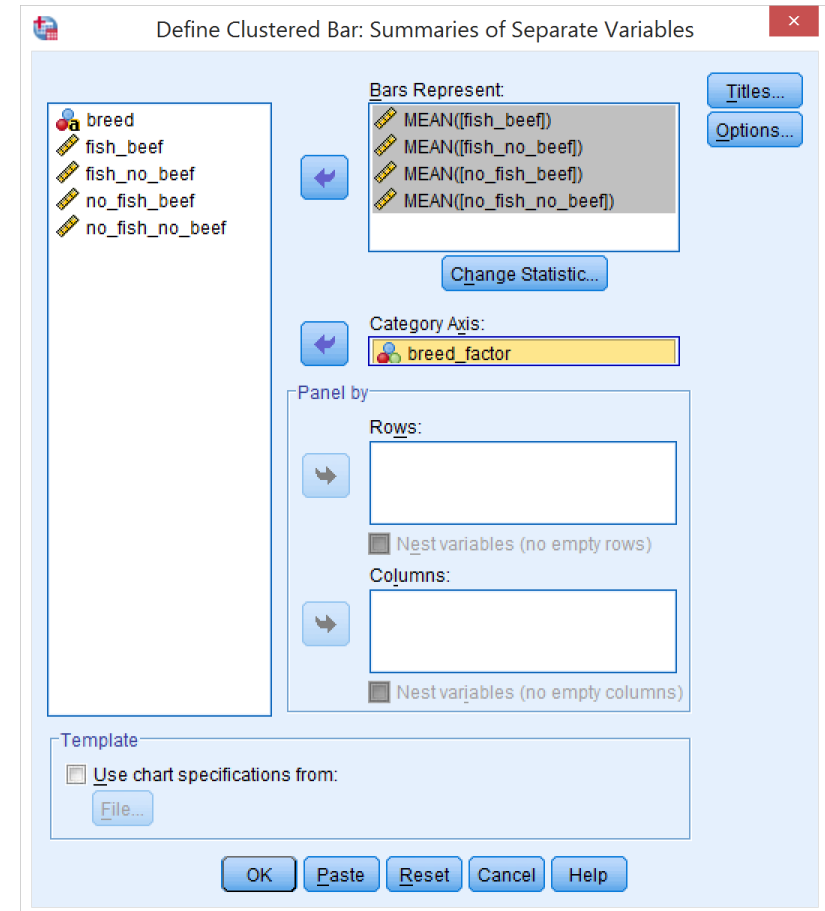 Define Clustered Bar: Summaries of Separate Variables
breed
fish_beef
fish_no_beef
no_fish_beef
no_fish_no_beef
Bars Represent:
MEAN([fish_beef])
MEAN([fish_no_beef])
MEAN([no_fish_beef])
MEAN([no_fish_no_beef])
Change Statistic...
Category Axis:
breed_factor
Panel by
Rows:
Nest variables (no empty rows)
Columns:
Nest variables (no empty columns)
Titles...
Options...
Template
Use chart specifications from:
File...
OK Paste Reset Cancel Help